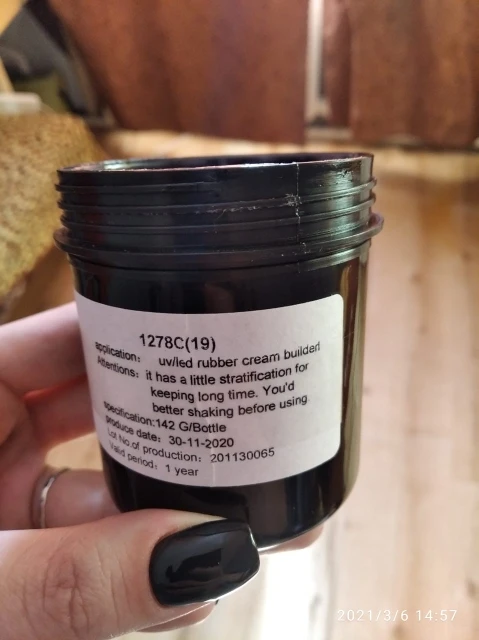 1278C(19)
application: uv/led rubber cream builderl
Attentions: it has a little stratification for
keeping long time. You'd
better shaking before using.
specification:142 G/Bottle
produce date: 30-11-2020
Lot No.of production: 201130065
Valid period: 1 year
2021/3/6 14:57